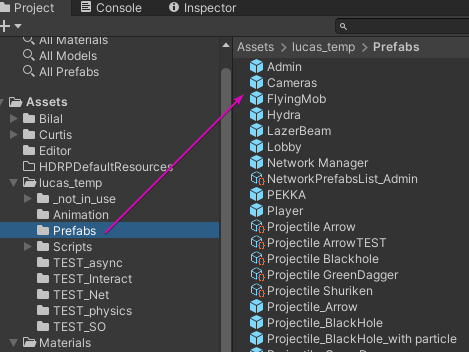 Project
Console
Inspector
All Materials
All Models
All Prefabs
Assets
Bilal
Curtis
Editor
HDRPDefaultResources
lucas_temp
_not_in_use
Animation
Prefabs
Scripts
TEST_async
TEST_Interact
TEST_Net
TEST_physics
TEST_SO
Materials
Assets > lucas_temp > Prefabs
Admin
Cameras
FlyingMob
Hydra
LazerBeam
Lobby
Network Manager
NetworkPrefabsList_Admin
PEKKA
Player
Projectile Arrow
Projectile ArrowTEST
Projectile Blackhole
Projectile GreenDagger
Projectile Shuriken
Projectile_Arrow
Projectile_BlackHole
Projectile_BlackHole_with particle